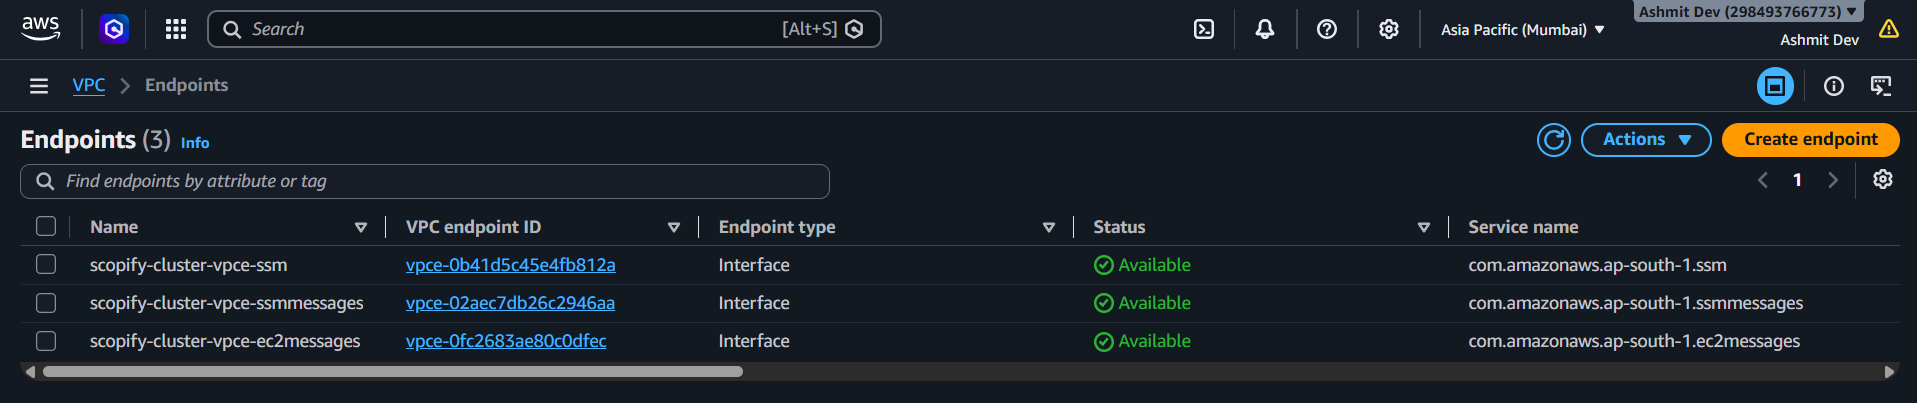 aws
Search [Alt+S]
Asia Pacific (Mumbai)
Ashmit Dev (298493766773)
Ashmit Dev
VPC > Endpoints
Endpoints (3) Info
Actions
Create endpoint
Find endpoints by attribute or tag
1
Name VPC endpoint ID Endpoint type Status Service name
scopify-cluster-vpce-ssm vpce-0b41d5c45e4fb812a Interface Available com.amazonaws.ap-south-1.ssm
scopify-cluster-vpce-ssmmessages vpce-02aec7db26c2946aa Interface Available com.amazonaws.ap-south-1.ssmmessages
scopify-cluster-vpce-ec2messages vpce-0fc2683ae80c0dfec Interface Available com.amazonaws.ap-south-1.ec2messages